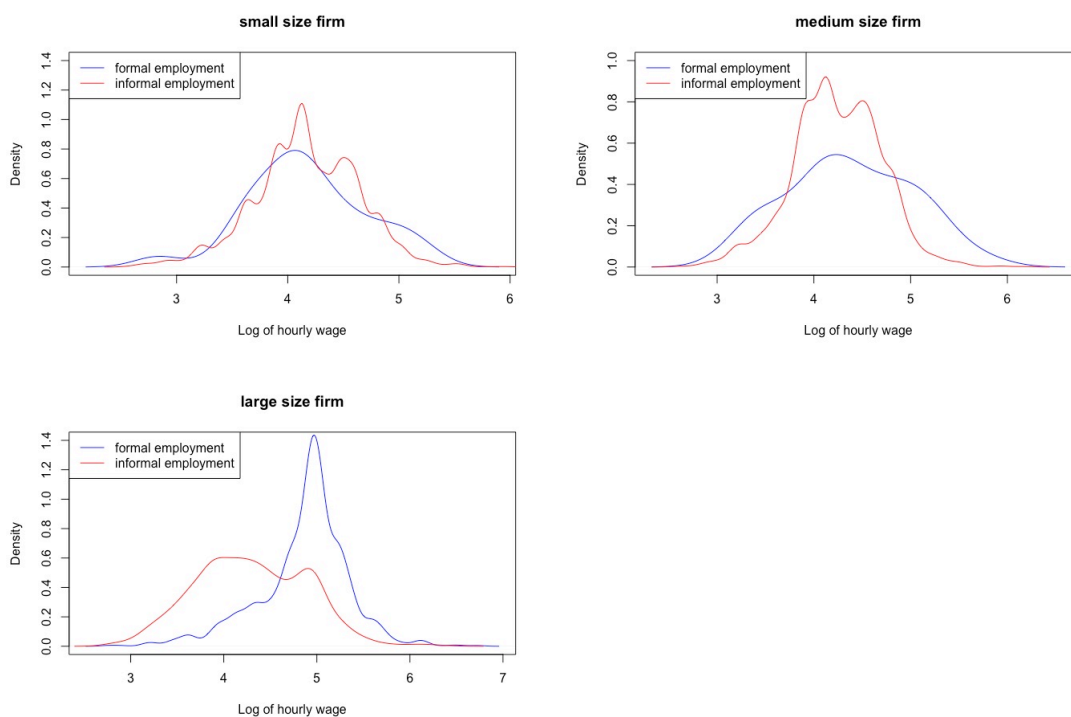 small size firm
formal employment
informal employment
0.0 0.2 0.4 0.6 0.8 1.0 1.2 1.4
Density
3 4 5 6
Log of hourly wage
medium size firm
formal employment
informal employment
0.0 0.2 0.4 0.6 0.8 1.0
Density
3 4 5 6
Log of hourly wage
large size firm
formal employment
informal employment
0.0 0.2 0.4 0.6 0.8 1.0 1.2 1.4
Density
3 4 5 6 7
Log of hourly wage